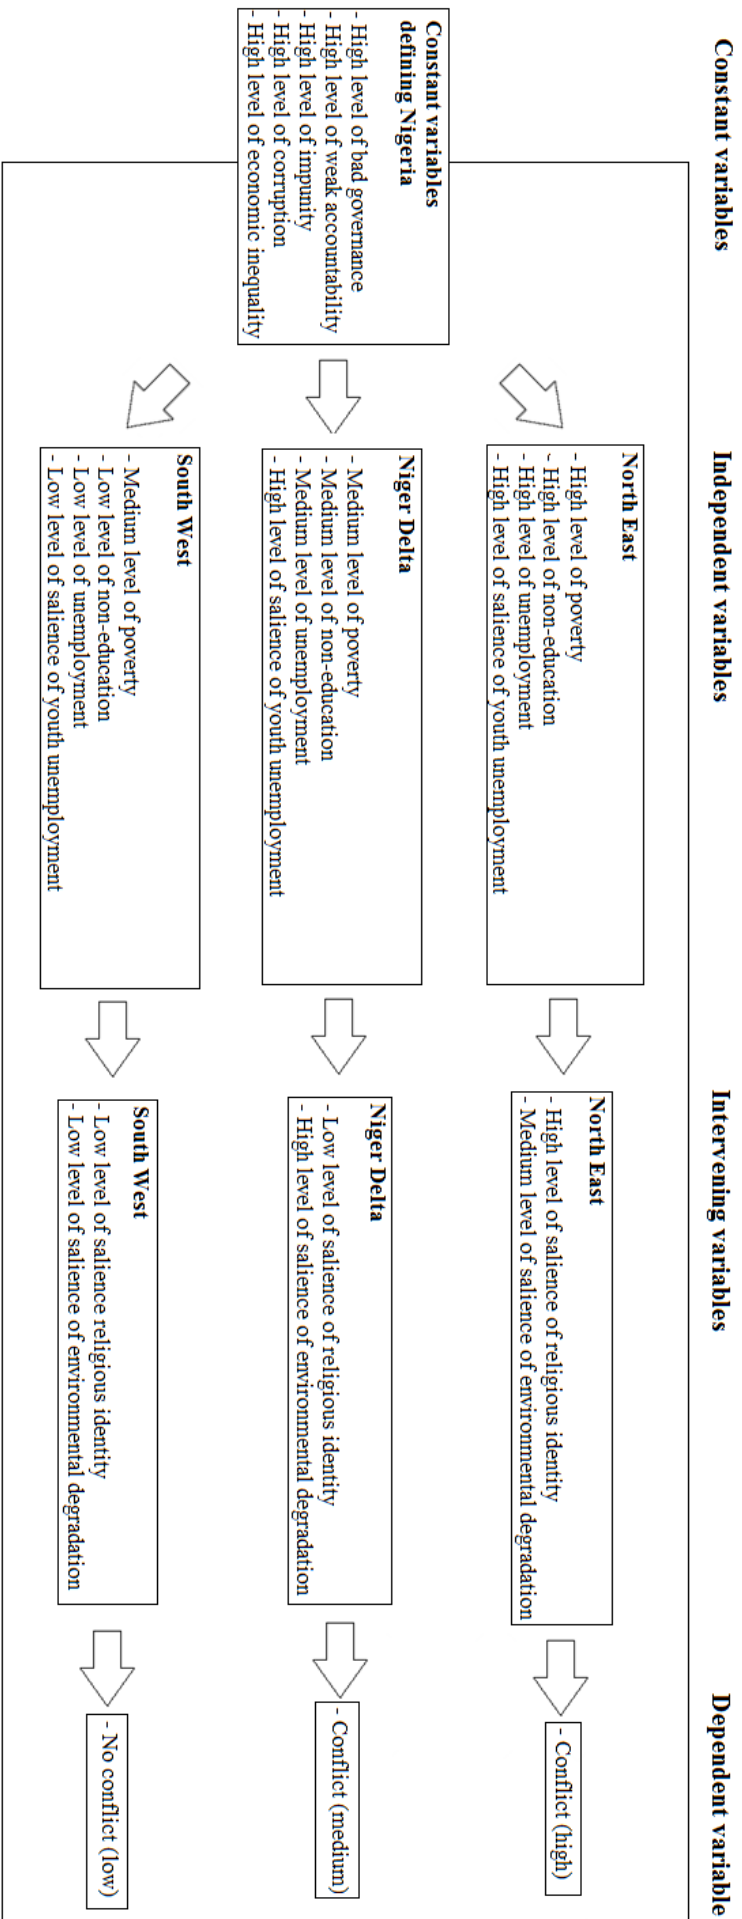 Constant variables
Independent variables
Intervening variables
Dependent variable
Constant variables
defining Nigeria
- High level of bad governance
- High level of weak accountability
- High level of impunity
- High level of corruption
- High level of economic inequality
North East
- High level of poverty
- High level of non-education
- High level of unemployment
- High level of salience of youth unemployment
North East
- High level of salience of religious identity
- Medium level of salience of environmental degradation
- Conflict (high)
Niger Delta
- Medium level of poverty
- Medium level of non-education
- Medium level of unemployment
- High level of salience of youth unemployment
Niger Delta
- Low level of salience of religious identity
- High level of salience of environmental degradation
- Conflict (medium)
South West
- Medium level of poverty
- Low level of non-education
- Low level of unemployment
- Low level of salience of youth unemployment
South West
- Low level of salience religious identity
- Low level of salience of environmental degradation
- No conflict (low)